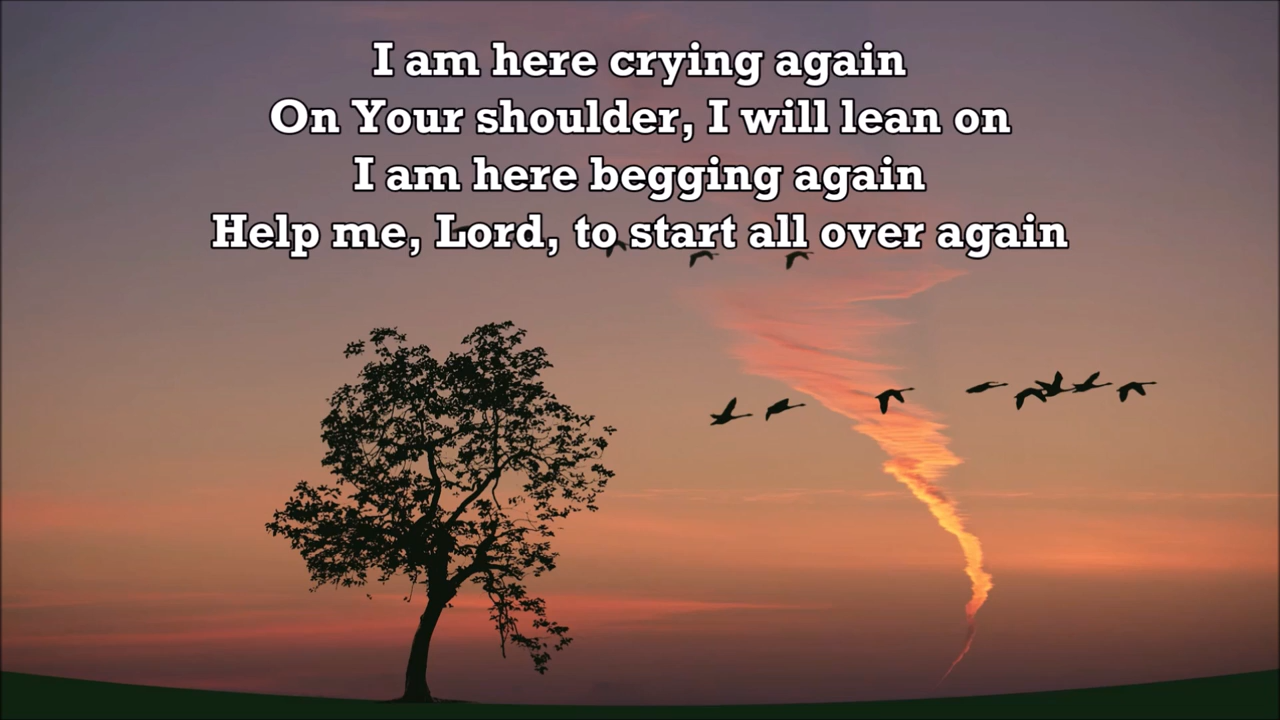 I am here crying again
On Your shoulder, I will lean on
I am here begging again
Help me, Lord, to start all over again